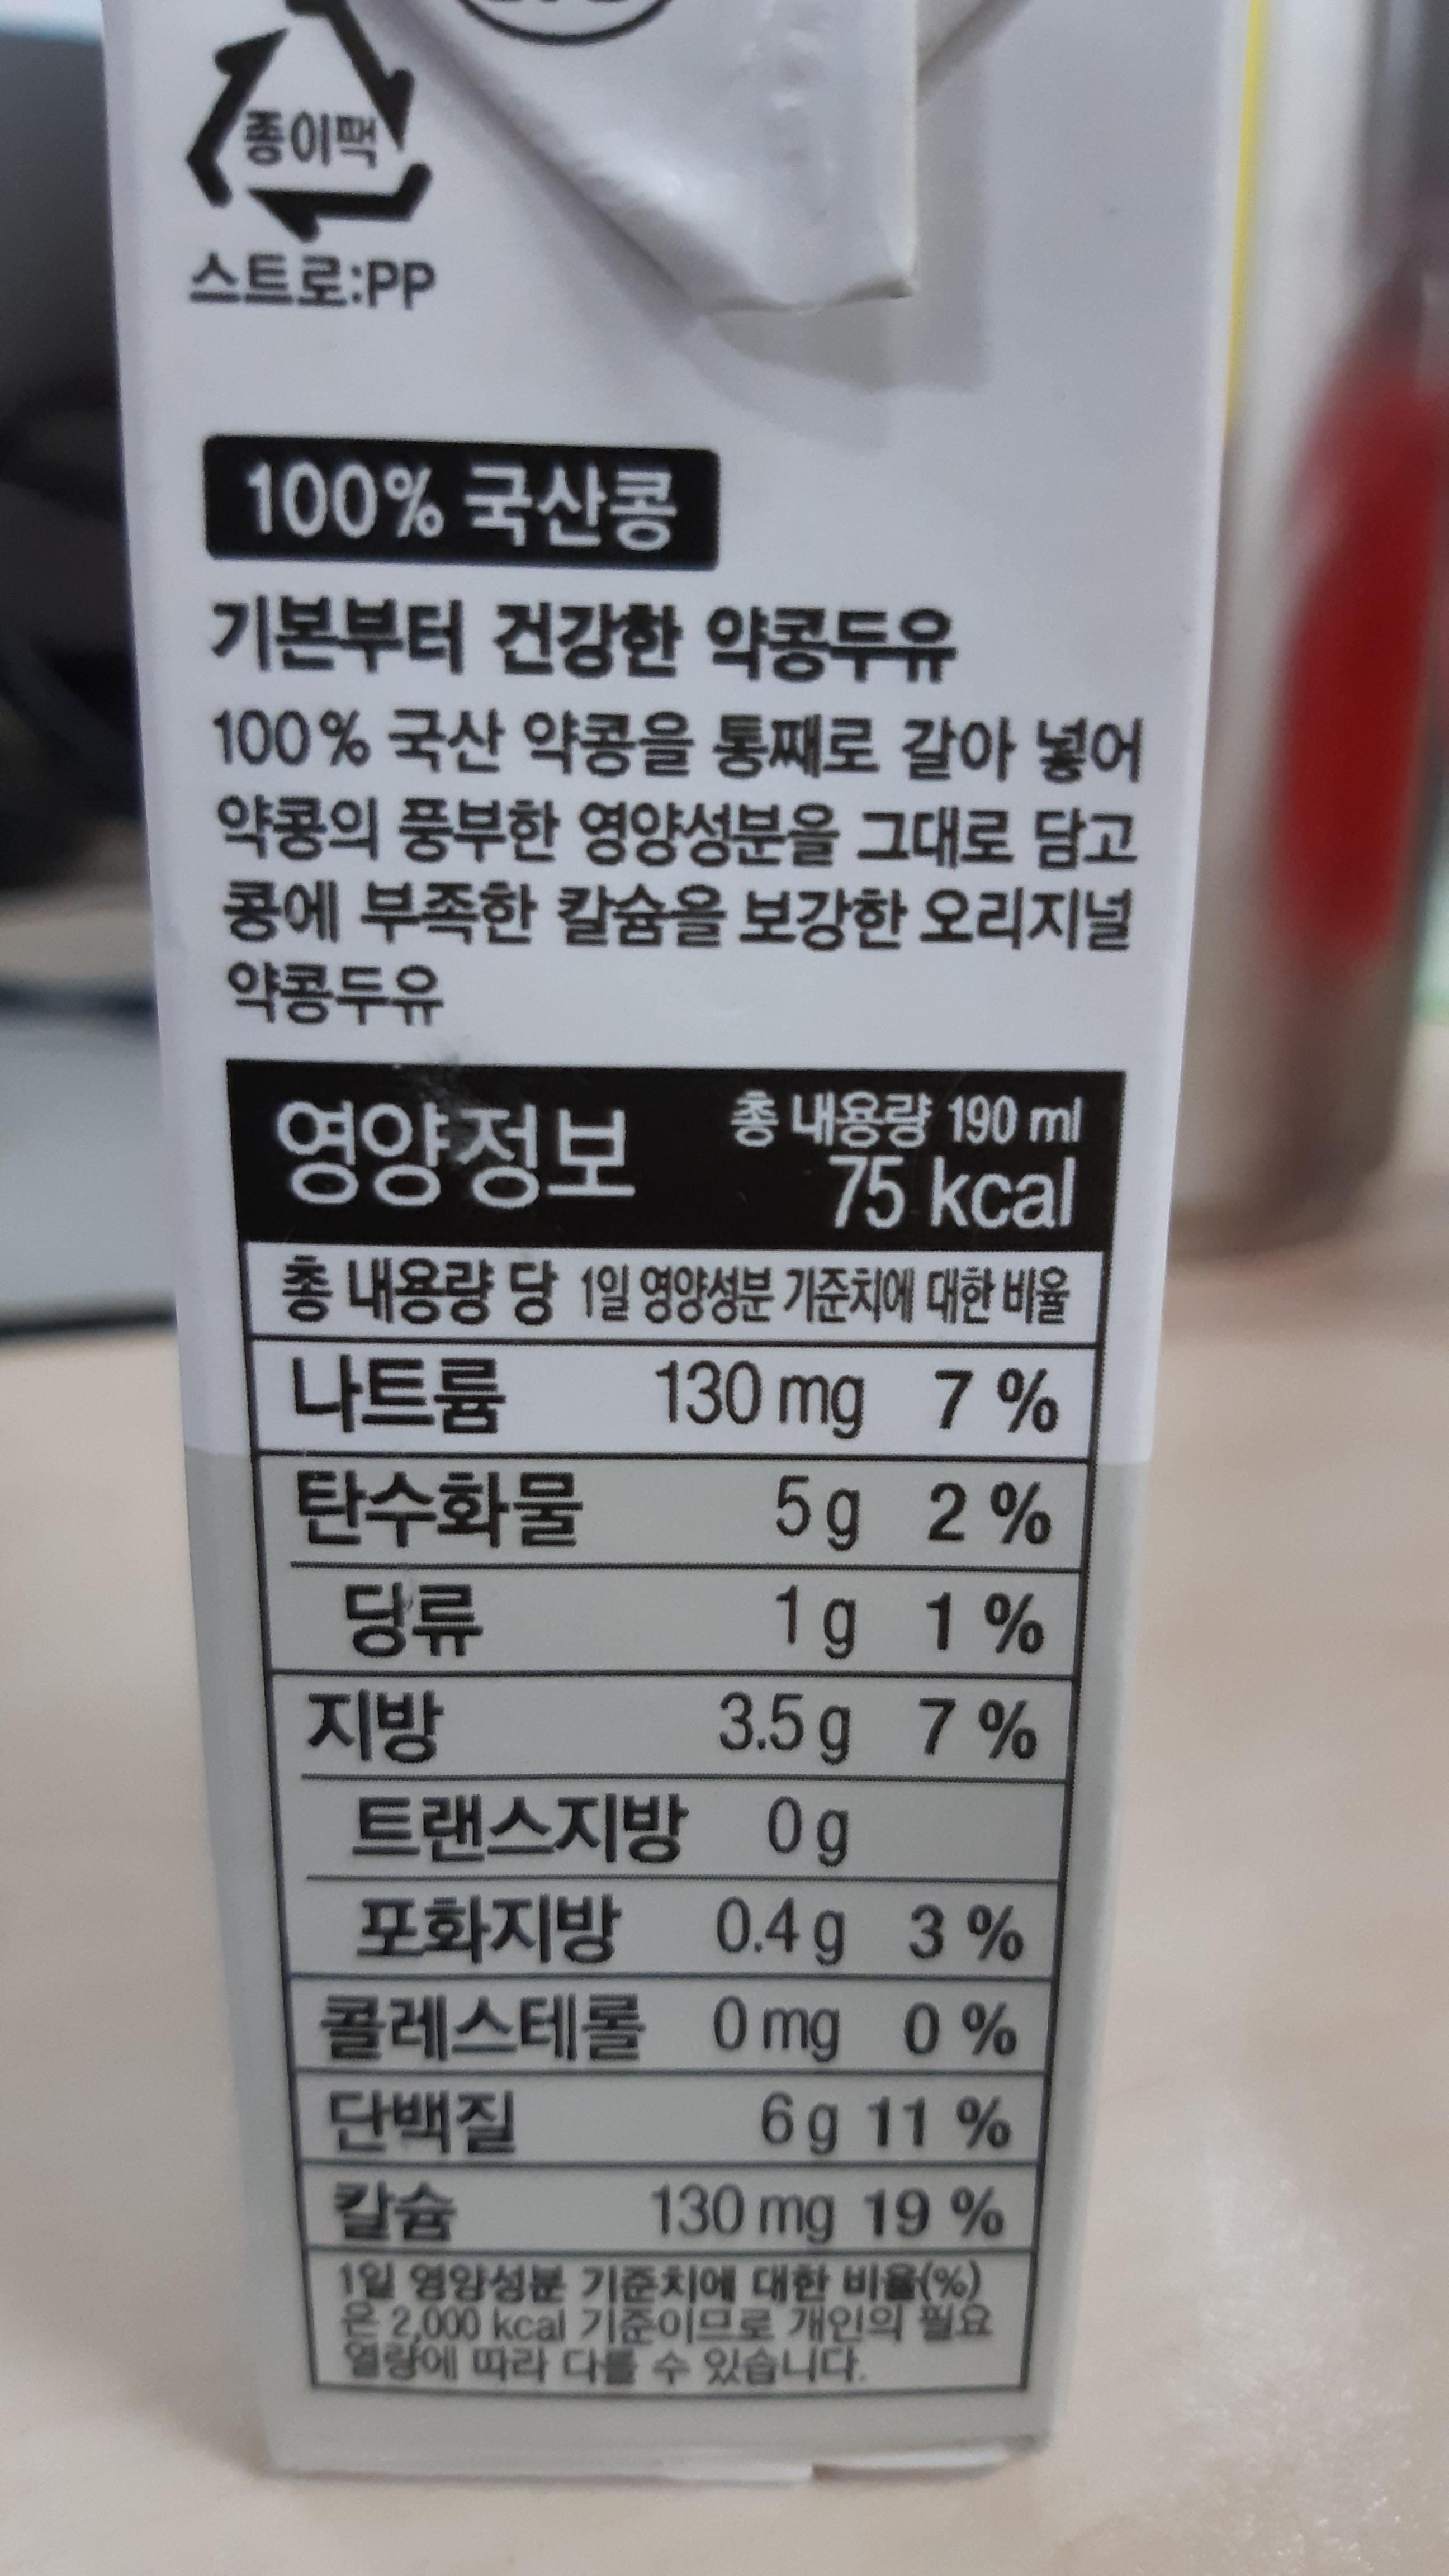 종이팩
스트로:PP
100% 국산콩
기본부터 건강한 약콩두유
100% 국산 약콩을 통째로 갈아 넣어
약콩의 풍부한 영양성분을 그대로 담고
콩에 부족한 칼슘을 보강한 오리지널
약콩두유
영양정보 총 내용량 190 ml
75 kcal
총 내용량 당 1일 영양성분 기준치에 대한 비율
나트륨 130 mg 7 %
탄수화물 5 g 2 %
당류 1 g 1 %
지방 3.5 g 7 %
트랜스지방 0 g
포화지방 0.4 g 3 %
콜레스테롤 0 mg 0 %
단백질 6 g 11 %
칼슘 130 mg 19 %
1일 영양성분 기준치에 대한 비율(%)
은 2,000 kcal 기준이므로 개인의 필요
열량에 따라 다를 수 있습니다.